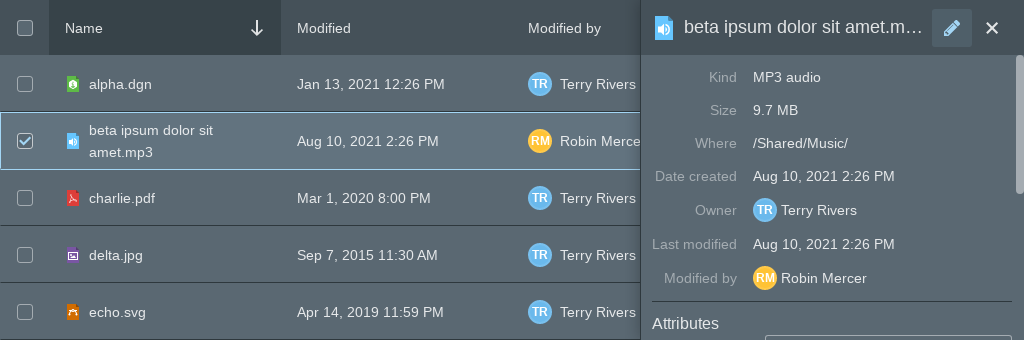 Name
Modified
Modified by
alpha.dgn
Jan 13, 2021 12:26 PM
TR Terry Rivers
beta ipsum dolor sit
amet.mp3
Aug 10, 2021 2:26 PM
RM Robin Merce
charlie.pdf
Mar 1, 2020 8:00 PM
TR Terry Rivers
delta.jpg
Sep 7, 2015 11:30 AM
TR Terry Rivers
echo.svg
Apr 14, 2019 11:59 PM
TR Terry Rivers
beta ipsum dolor sit amet.m…
Kind MP3 audio
Size 9.7 MB
Where /Shared/Music/
Date created Aug 10, 2021 2:26 PM
Owner TR Terry Rivers
Last modified Aug 10, 2021 2:26 PM
Modified by RM Robin Mercer
Attributes